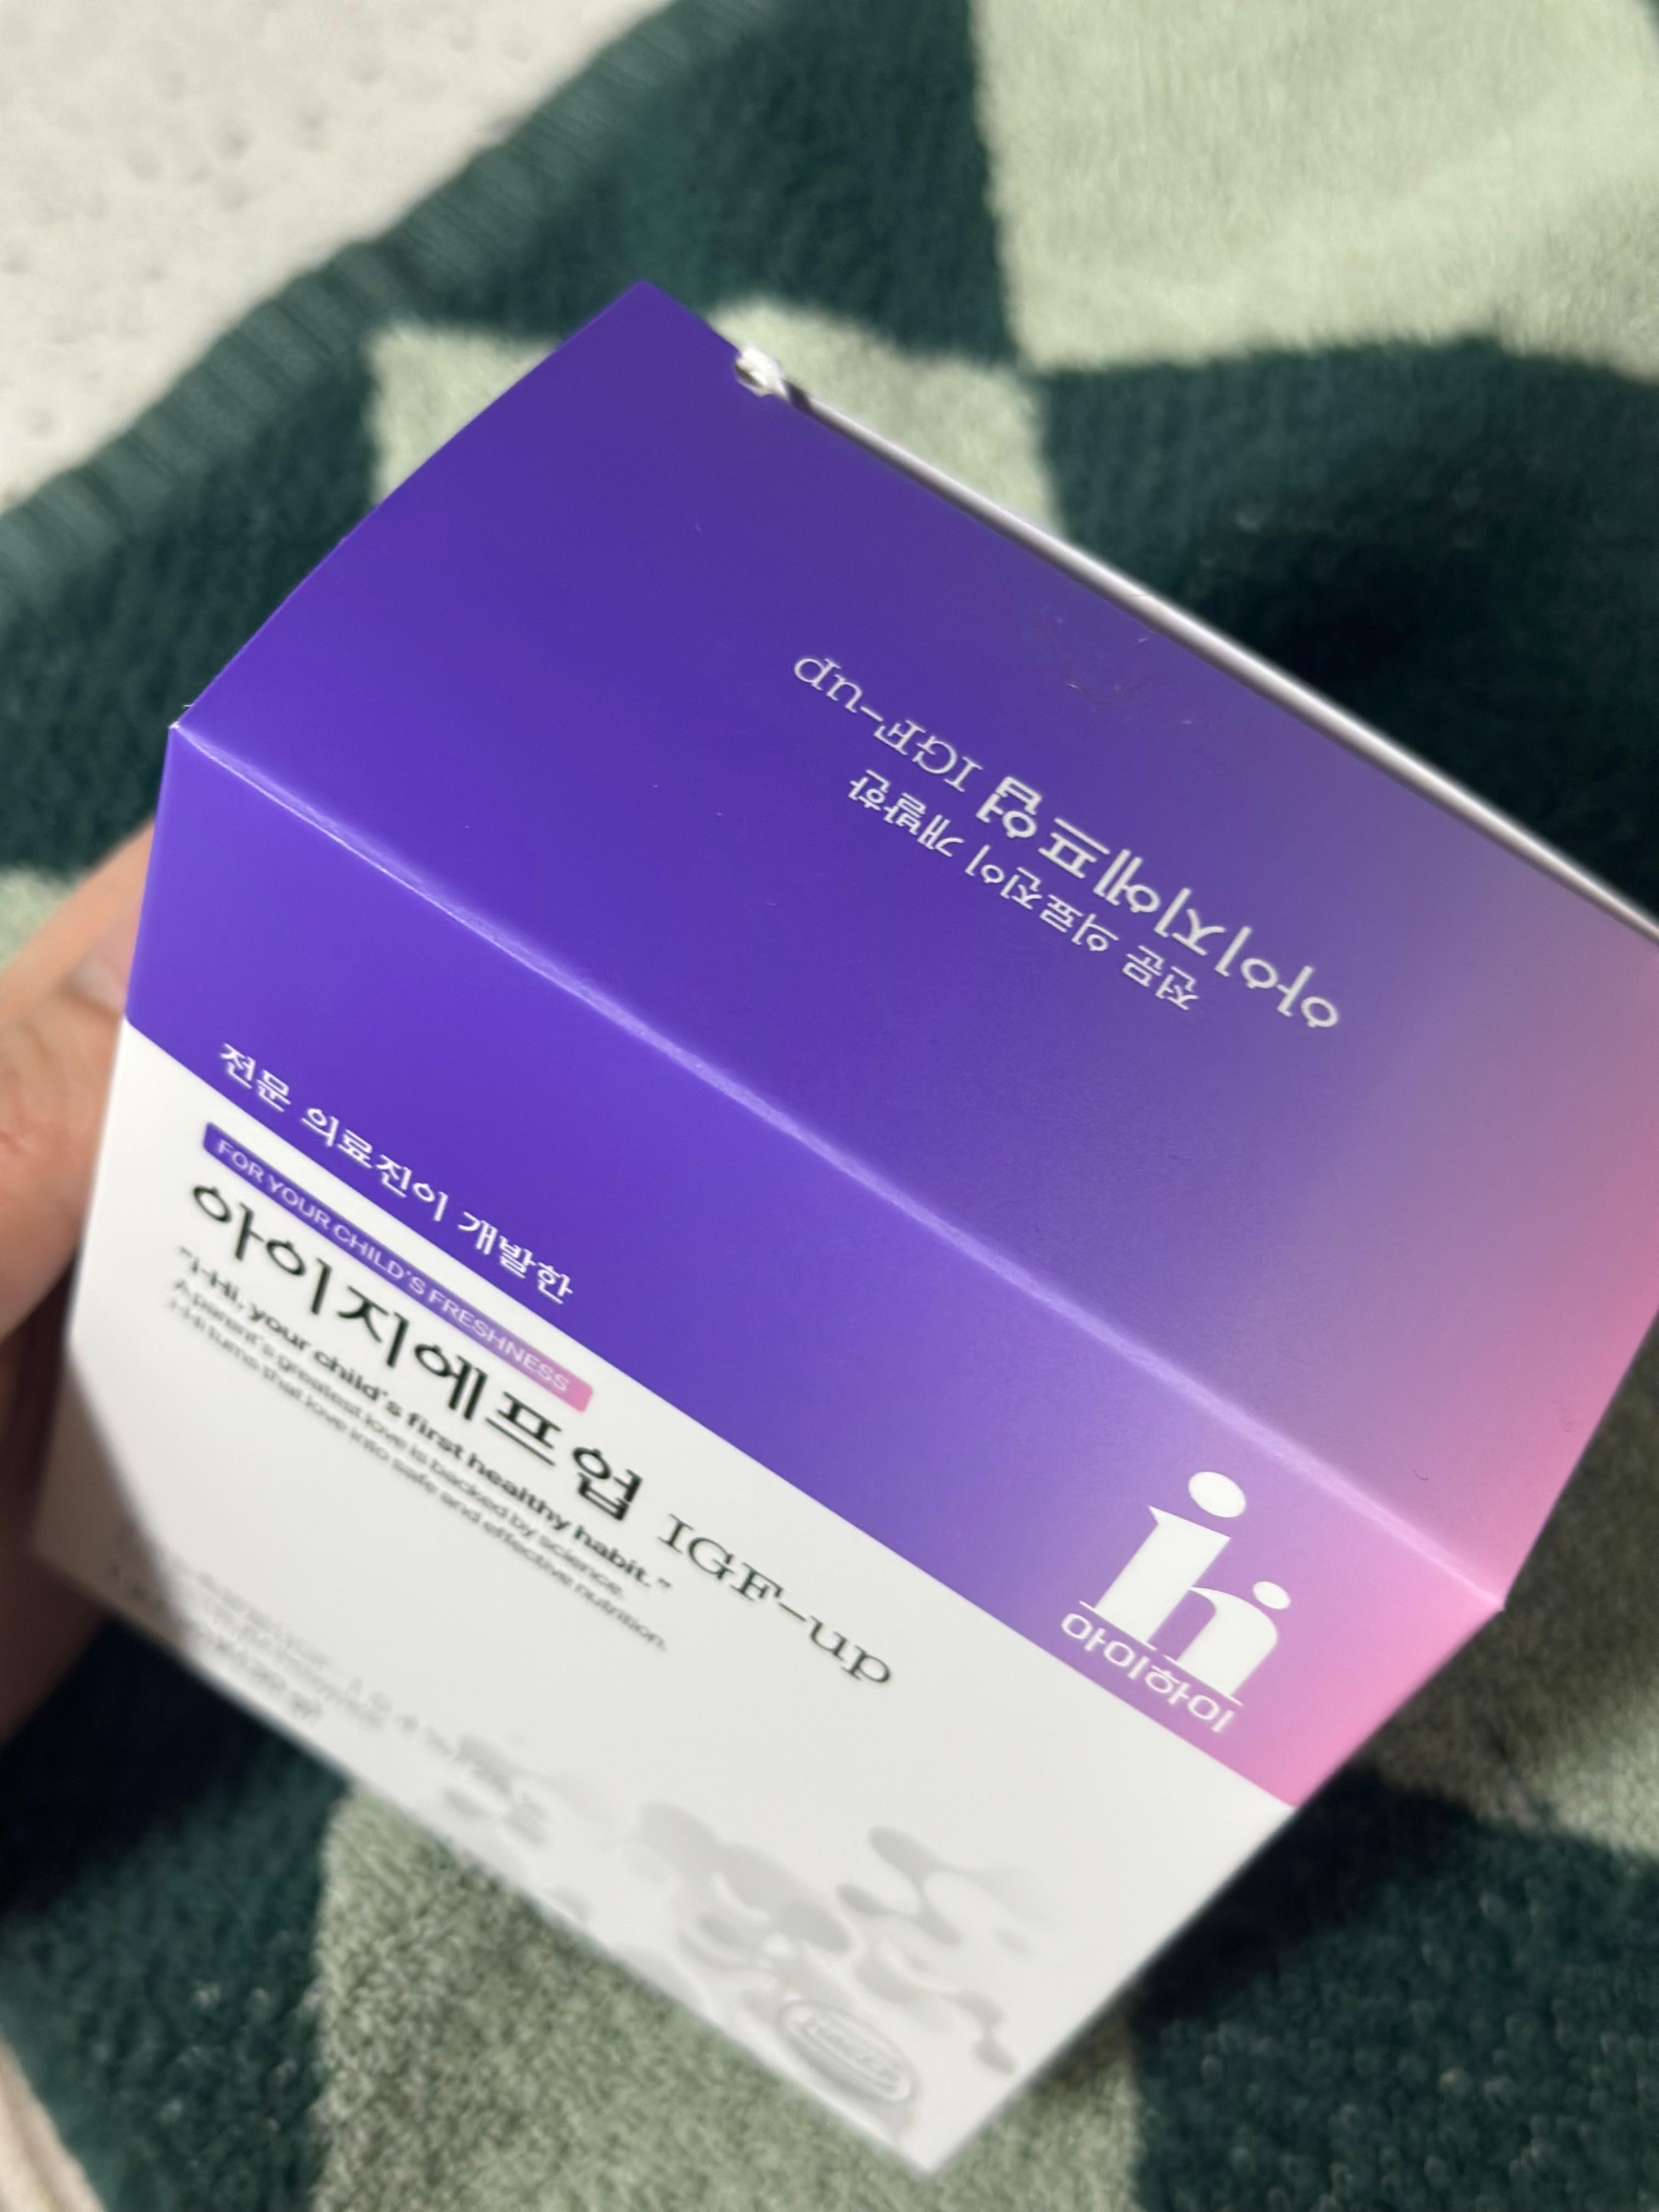 아이지에프업 IGF-up
전문 의료진이 개발한
전문 의료진이 개발한
FOR YOUR CHILD'S FRESHNESS
아이지에프업 IGF-up
"i-Hi, your child's first healthy habit."
A parent's greatest love is backed by science.
i-Hi turns that love into safe and effective nutrition.
ihi
아이하이